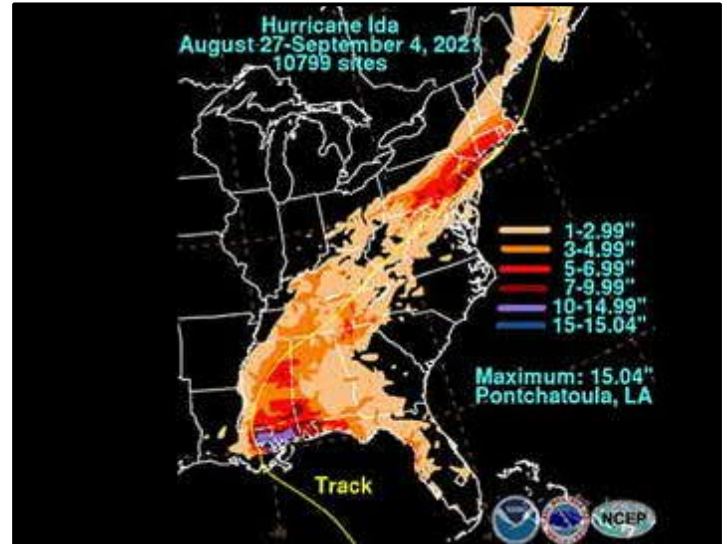 Hurricane Ida
August 27-September 4, 2021
10799 sites
1-2.99"
3-4.99"
5-6.99"
7-9.99"
10-14.99"
15-15.04"
Maximum: 15.04"
Pontchatoula, LA
Track
NCEP